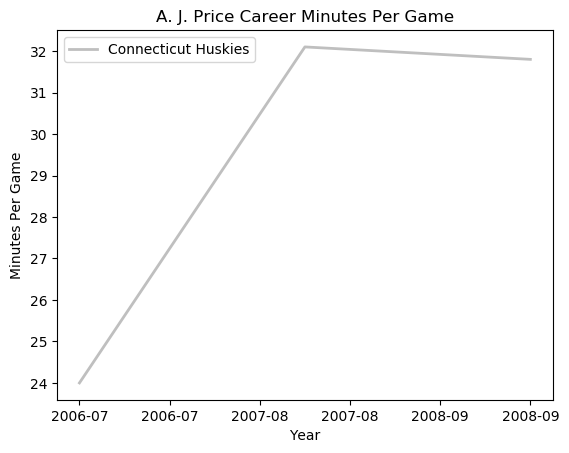 A. J. Price Career Minutes Per Game
Connecticut Huskies
32
31
30
29
28
27
26
25
24
Minutes Per Game
2006-07 2006-07 2007-08 2007-08 2008-09 2008-09
Year